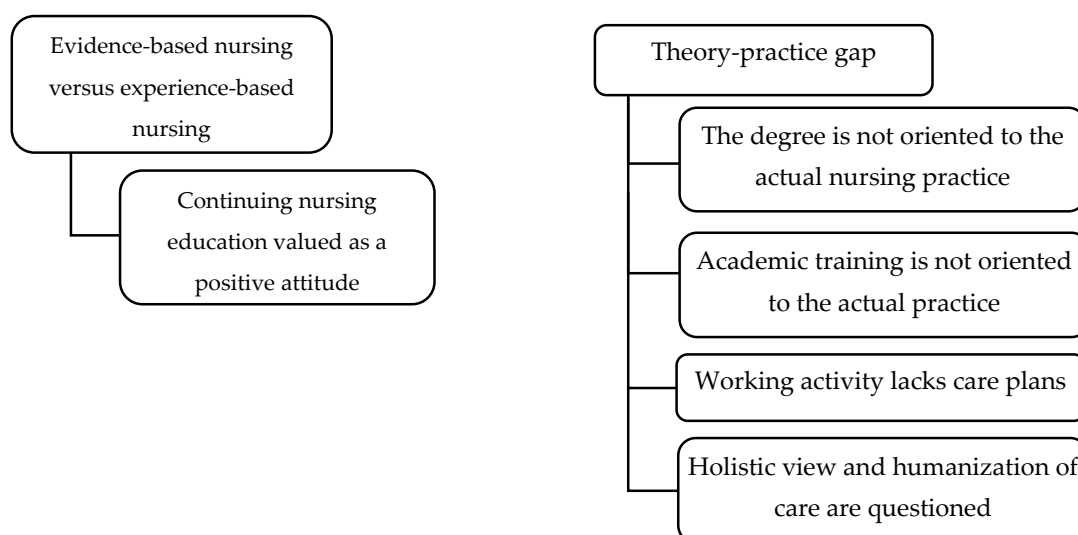 Evidence-based nursing
versus experience-based
nursing
Continuing nursing
education valued as a
positive attitude
Theory-practice gap
The degree is not oriented to the
actual nursing practice
Academic training is not oriented
to the actual practice
Working activity lacks care plans
Holistic view and humanization of
care are questioned